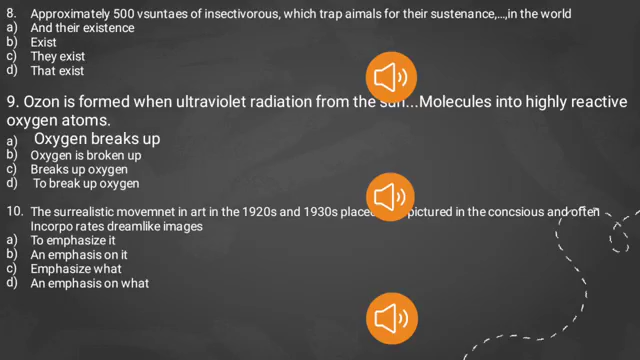 8. Approximately 500 vsuntaes of insectivorous, which trap aimals for their sustenance,...,in the world
a) And their existence
b) Exist
c) They exist
d) That exist
9. Ozon is formed when ultraviolet radiation from the sun...Molecules into highly reactive
oxygen atoms.
a) Oxygen breaks up
b) Oxygen is broken up
c) Breaks up oxygen
d) To break up oxygen
10. The surrealistic movemnet in art in the 1920s and 1930s place pictured in the concsious and often
Incorpo rates dreamlike images
a) To emphasize it
b) An emphasis on it
c) Emphasize what
d) An emphasis on what